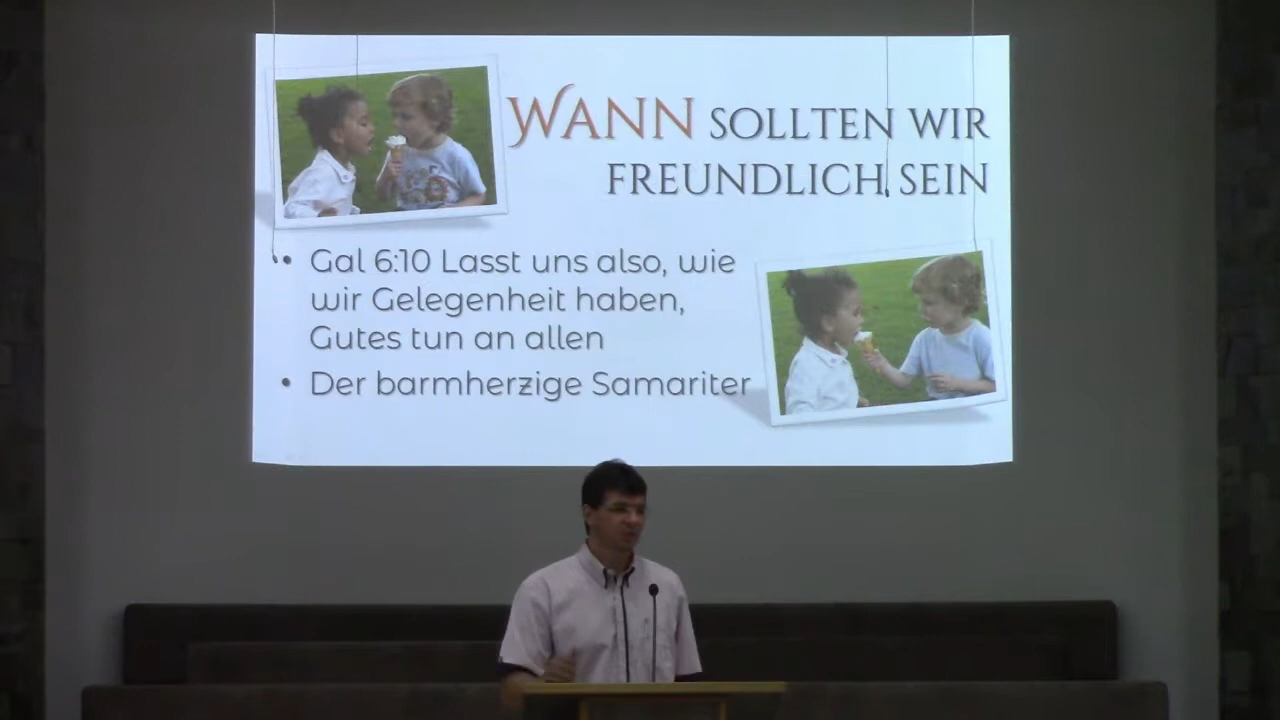 WANN SOLLTEN WIR
FREUNDLICH SEIN
• Gal 6:10 Lasst uns also, wie
wir Gelegenheit haben,
Gutes tun an allen
• Der barmherzige Samariter